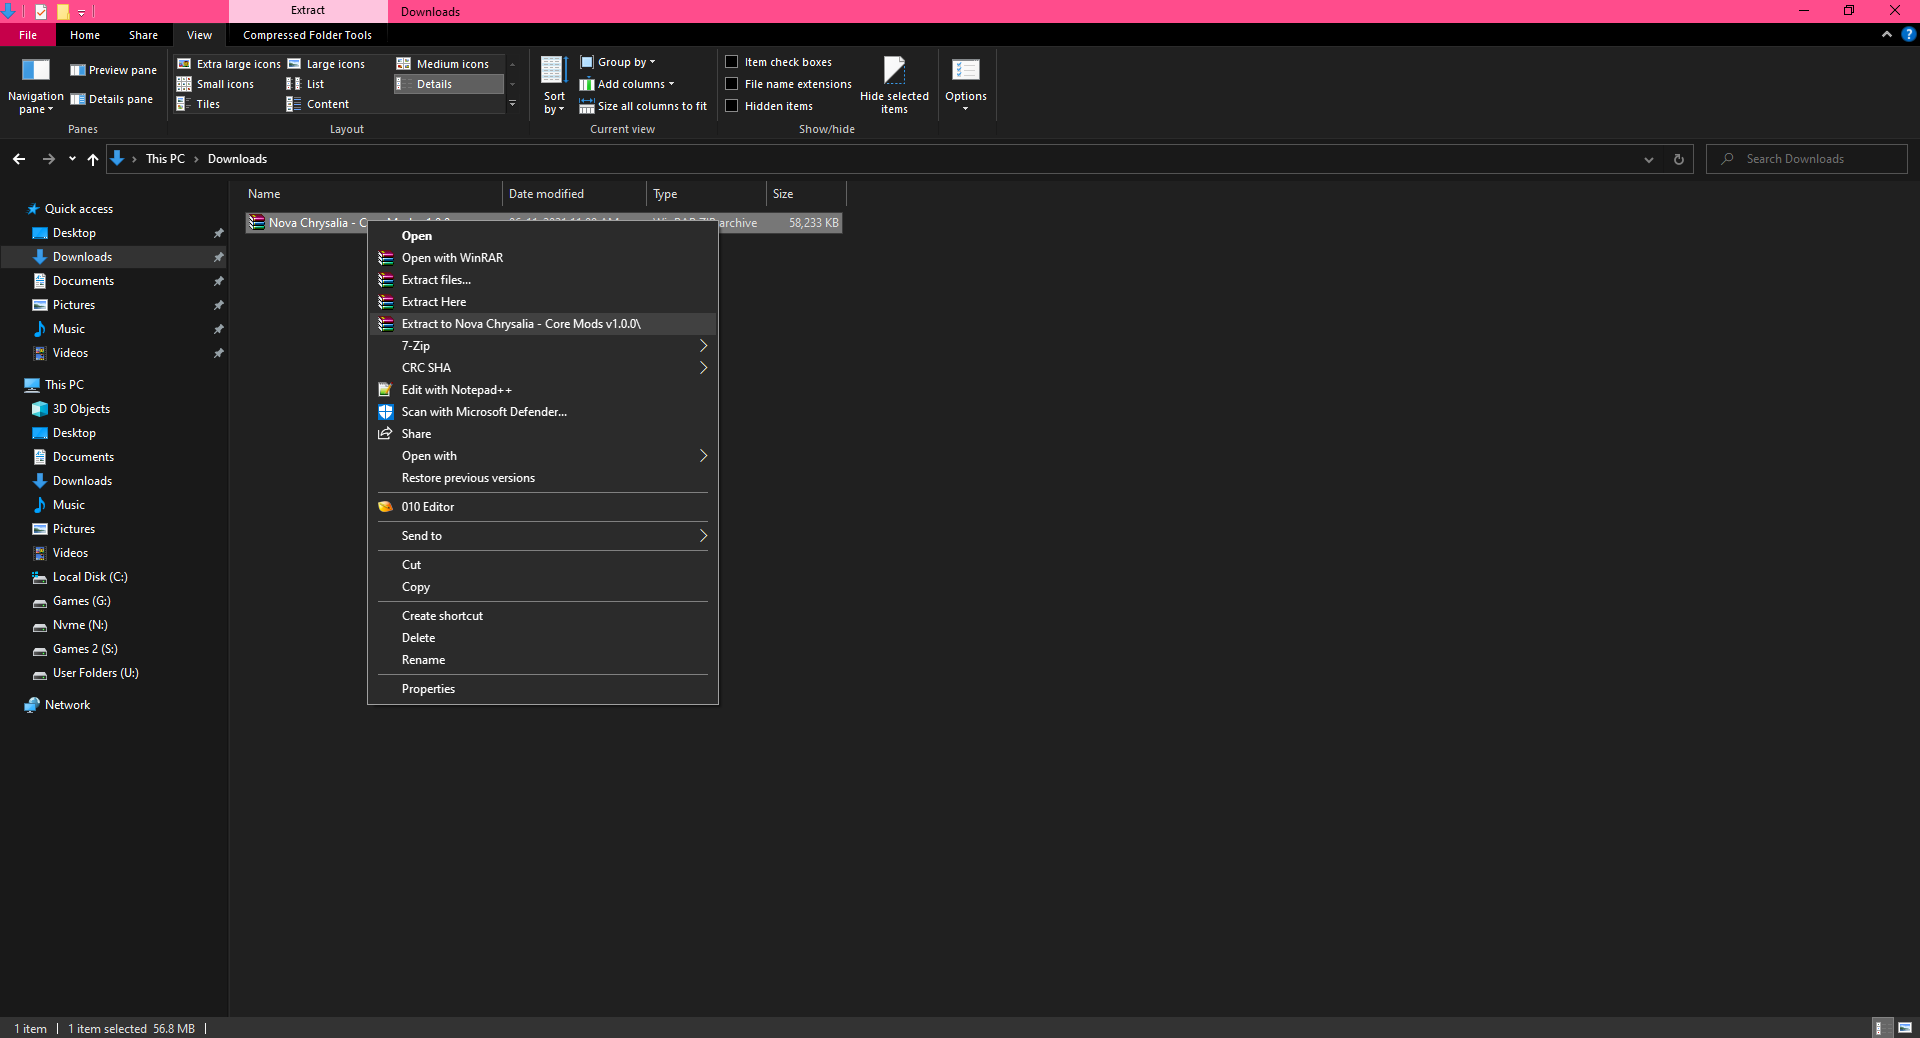 Extract
Downloads
File
Home
Share
View
Compressed Folder Tools
Navigation pane
Preview pane
Details pane
Panes
Extra large icons
Large icons
Medium icons
Small icons
List
Details
Tiles
Content
Layout
Sort by
Group by
Add columns
Size all columns to fit
Current view
Item check boxes
File name extensions
Hidden items
Hide selected items
Show/hide
Options
This PC
Downloads
Search Downloads
Name
Date modified
Type
Size
Nova Chrysalia - C
archive
58,233 KB
Quick access
Desktop
Downloads
Documents
Pictures
Music
Videos
This PC
3D Objects
Desktop
Documents
Downloads
Music
Pictures
Videos
Local Disk (C:)
Games (G:)
Nvme (N:)
Games 2 (S:)
User Folders (U:)
Network
Open
Open with WinRAR
Extract files...
Extract Here
Extract to Nova Chrysalia - Core Mods v1.0.0\
7-Zip
CRC SHA
Edit with Notepad++
Scan with Microsoft Defender...
Share
Open with
Restore previous versions
010 Editor
Send to
Cut
Copy
Create shortcut
Delete
Rename
Properties
1 item
1 item selected 56.8 MB